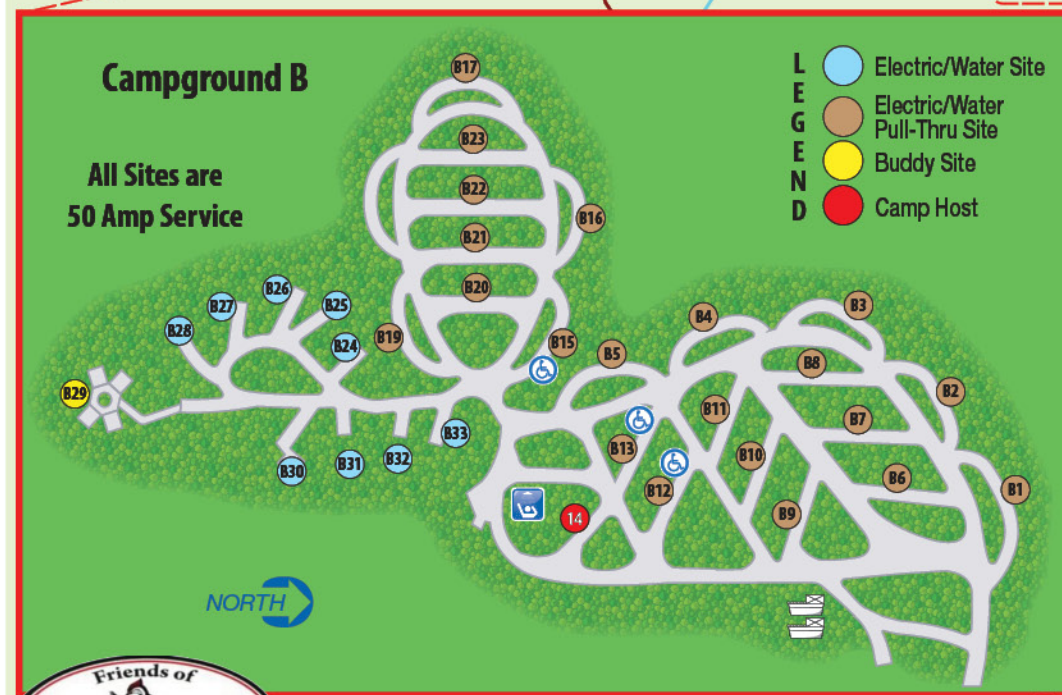 Campground B
All Sites are
50 Amp Service
LEGEND
Electric/Water Site
Electric/Water
Pull-Thru Site
Buddy Site
Camp Host
B17
B23
B22
B16
B21
B20
B26
B27
B25
B3
B4
B28
B19
B24
B15
B5
B8
B29
B2
B11
B7
B33
B13
B10
B32
B31
B30
B12
B6
B1
B9
14
NORTH
Friends of